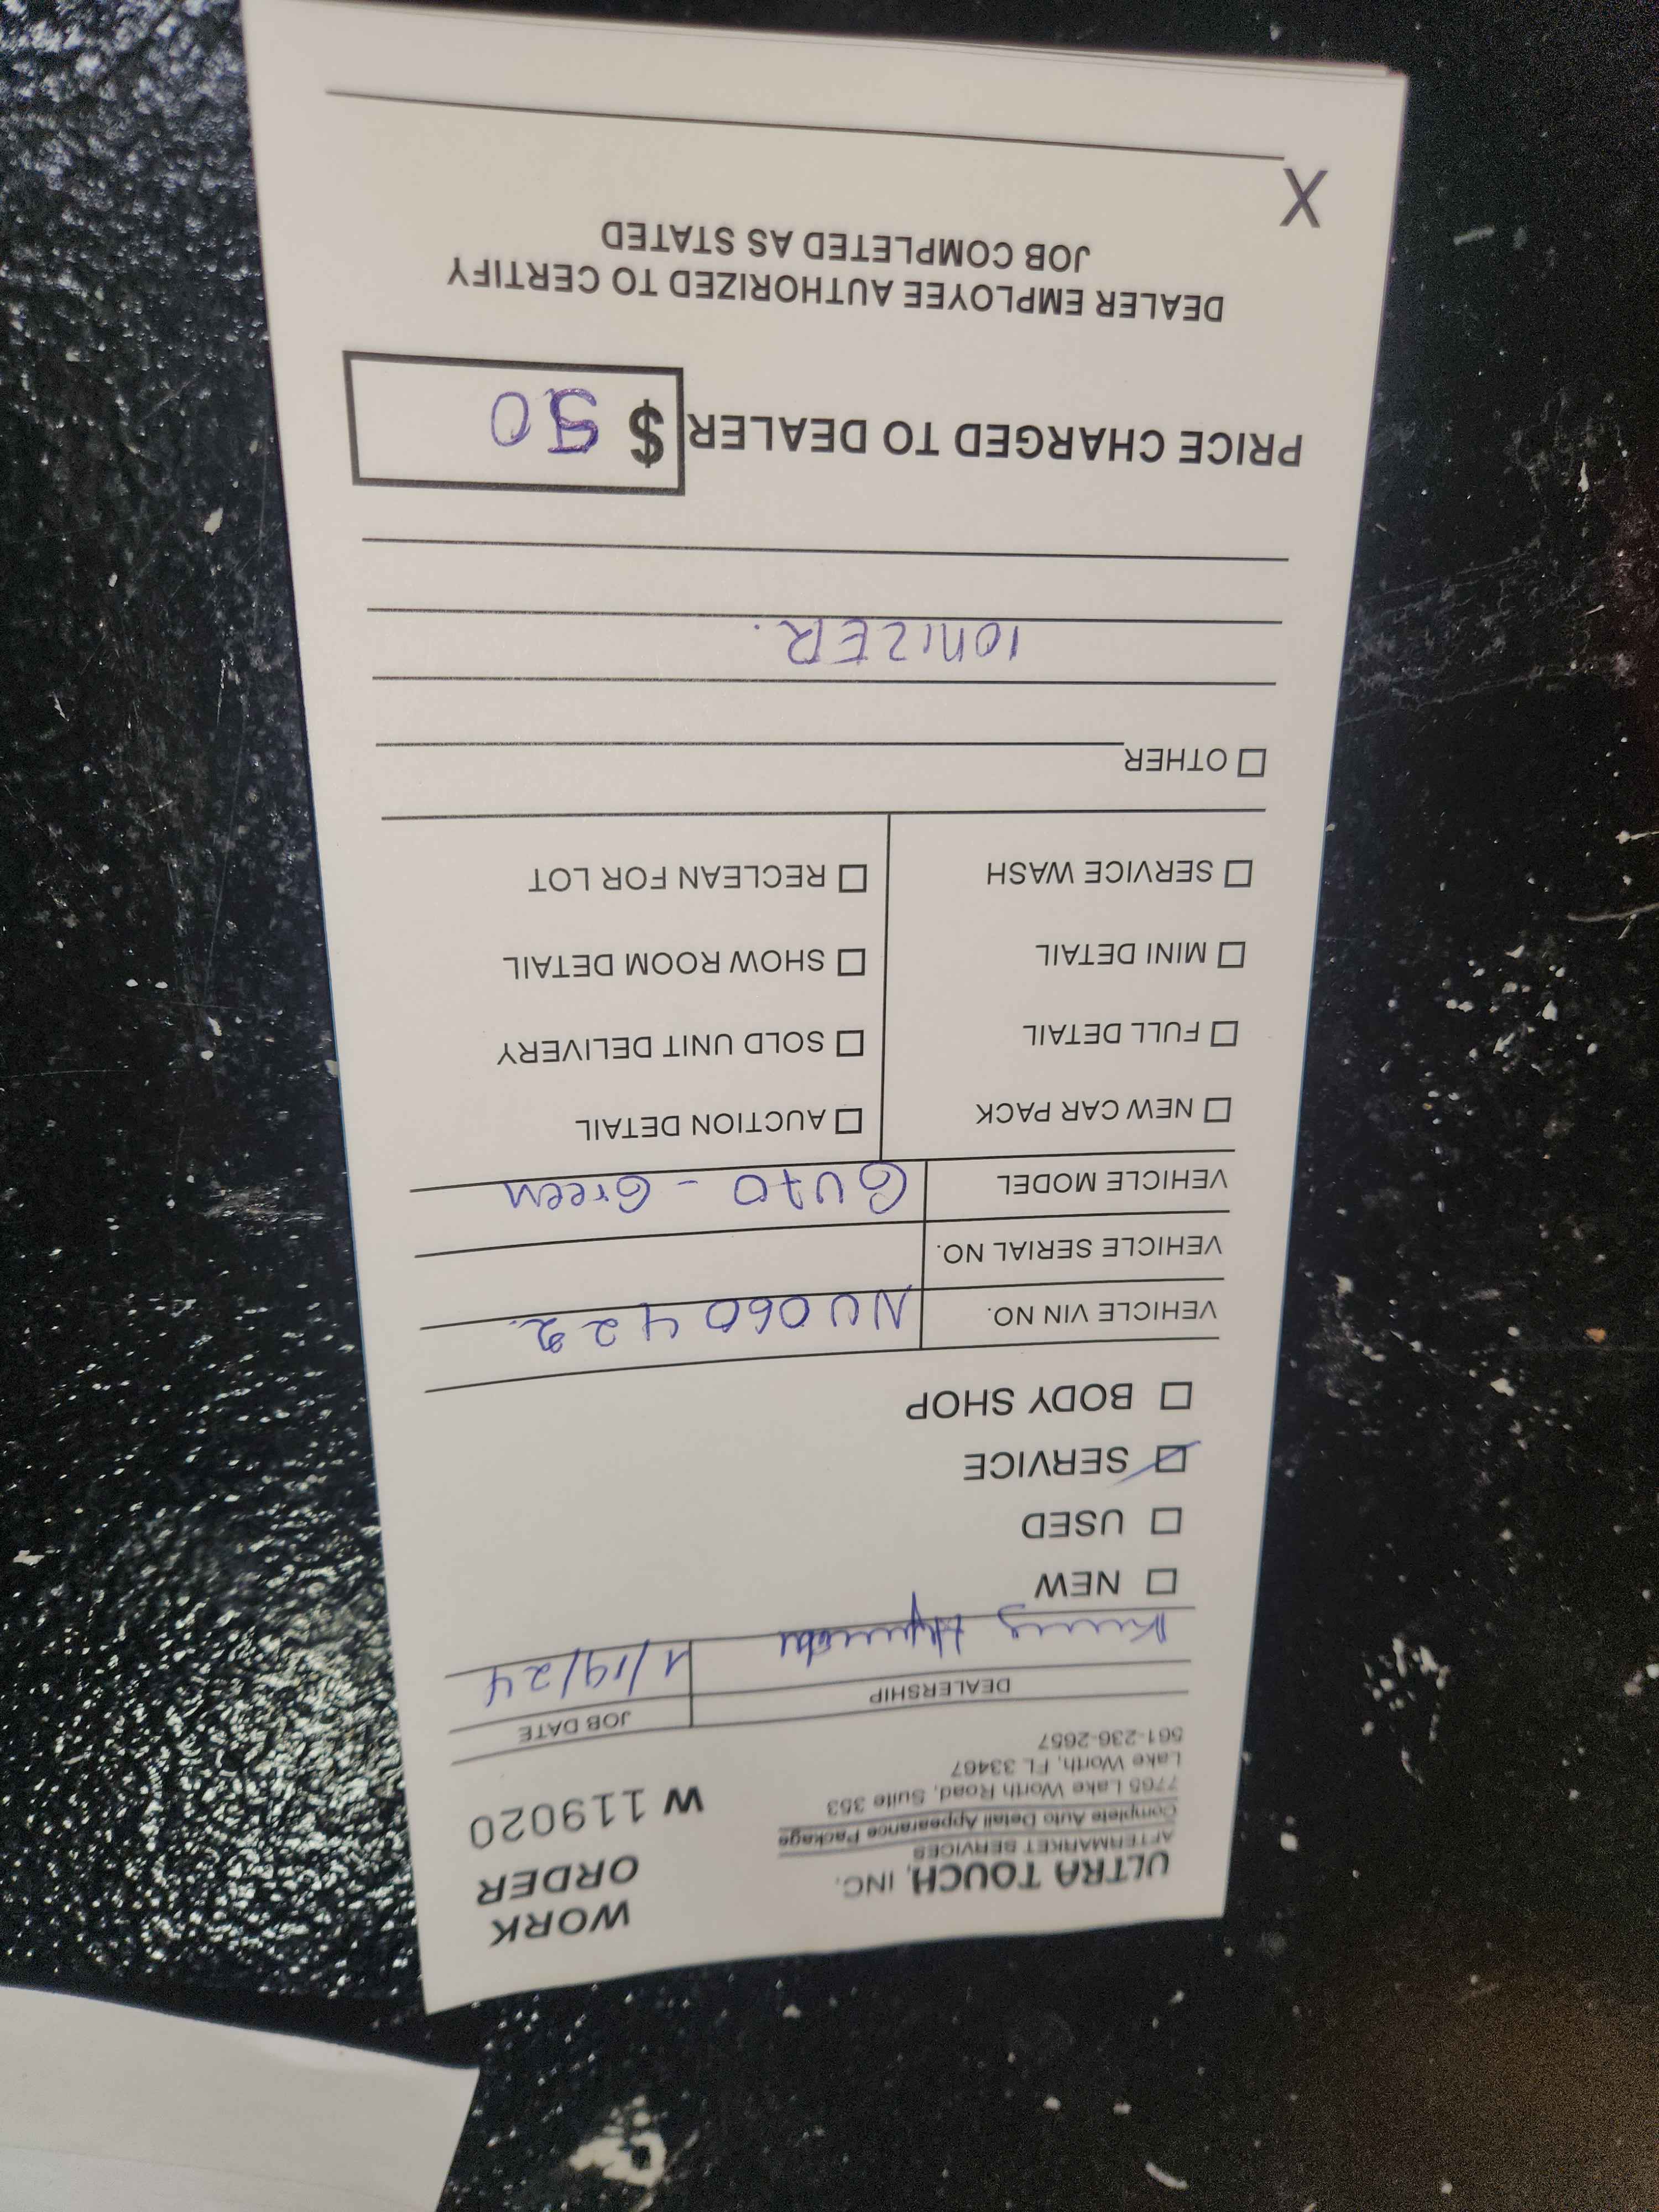 ULTRA TOUCH, INC.
AFTERMARKET SERVICES
Complete Auto Detail Appearance Package
7765 Lake Worth Road, Suite 353
Lake Worth, FL 33467
561-236-2657
WORK
ORDER
W 119020
DEALERSHIP
JOB DATE
/19/24
☐ NEW
☐ USED
☑ SERVICE
☐ BODY SHOP
VEHICLE VIN NO. NU060422
VEHICLE SERIAL NO.
VEHICLE MODEL GV70 - Green
☐ NEW CAR PACK ☐ AUCTION DETAIL
☐ FULL DETAIL ☐ SOLD UNIT DELIVERY
☐ MINI DETAIL ☐ SHOW ROOM DETAIL
☐ SERVICE WASH ☐ RECLEAN FOR LOT
☐ OTHER
IONIZER.
PRICE CHARGED TO DEALER $ 50
DEALER EMPLOYEE AUTHORIZED TO CERTIFY
JOB COMPLETED AS STATED
X